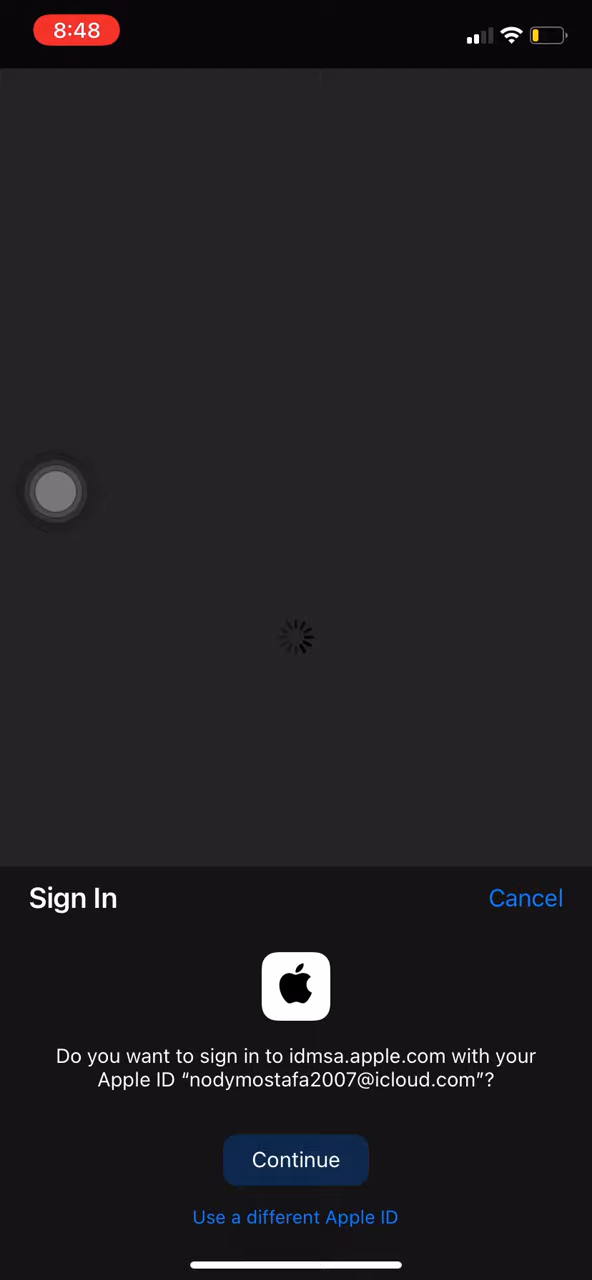 8:48
Sign In
Cancel
Do you want to sign in to idmsa.apple.com with your
Apple ID “nodymostafa2007@icloud.com”?
Continue
Use a different Apple ID